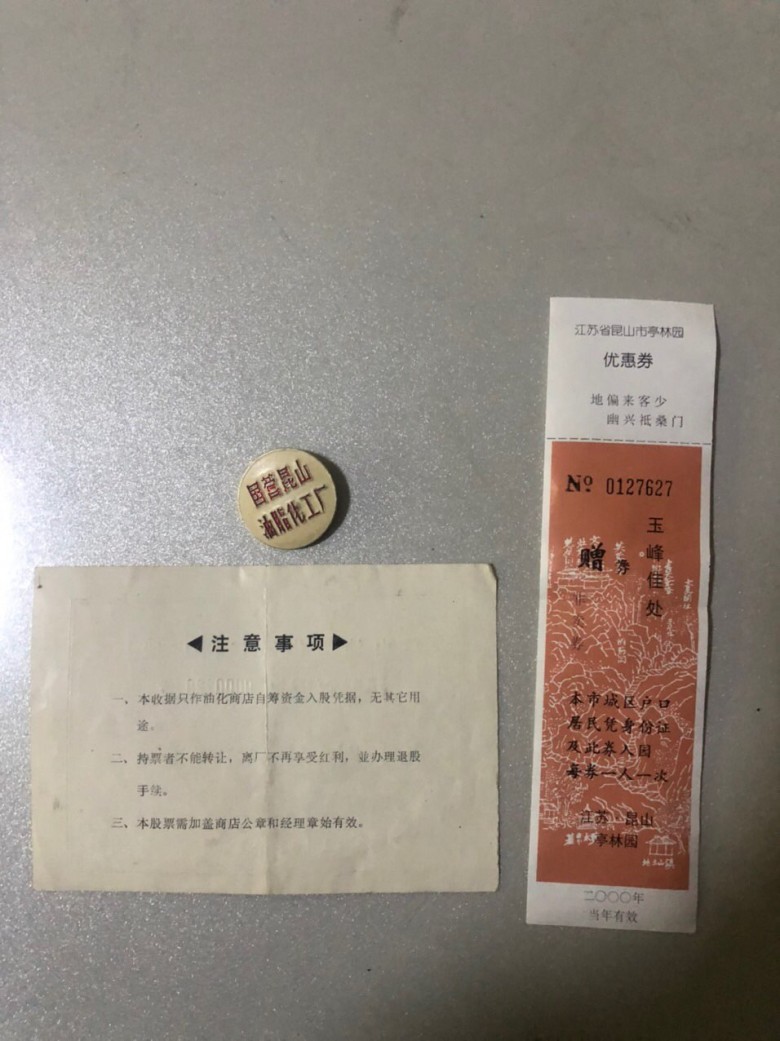 国营昆山
油脂化工厂
◀注意事项▶
一、本收据只作油化商店自筹资金入股凭据，无其它用
途。
二、持票者不能转让，离厂不再享受红利，並办理退股
手续。
三、本股票需加盖商店公章和经理章始有效。
江苏省昆山市亭林园
优惠券
地偏来客少
幽兴祗桑门
№ 0127627
玉峰佳处
赠券
本市城区户口
居民凭身份证
及此券入园
每券一人一次
江苏·昆山
亭林园
二〇〇〇年
当年有效